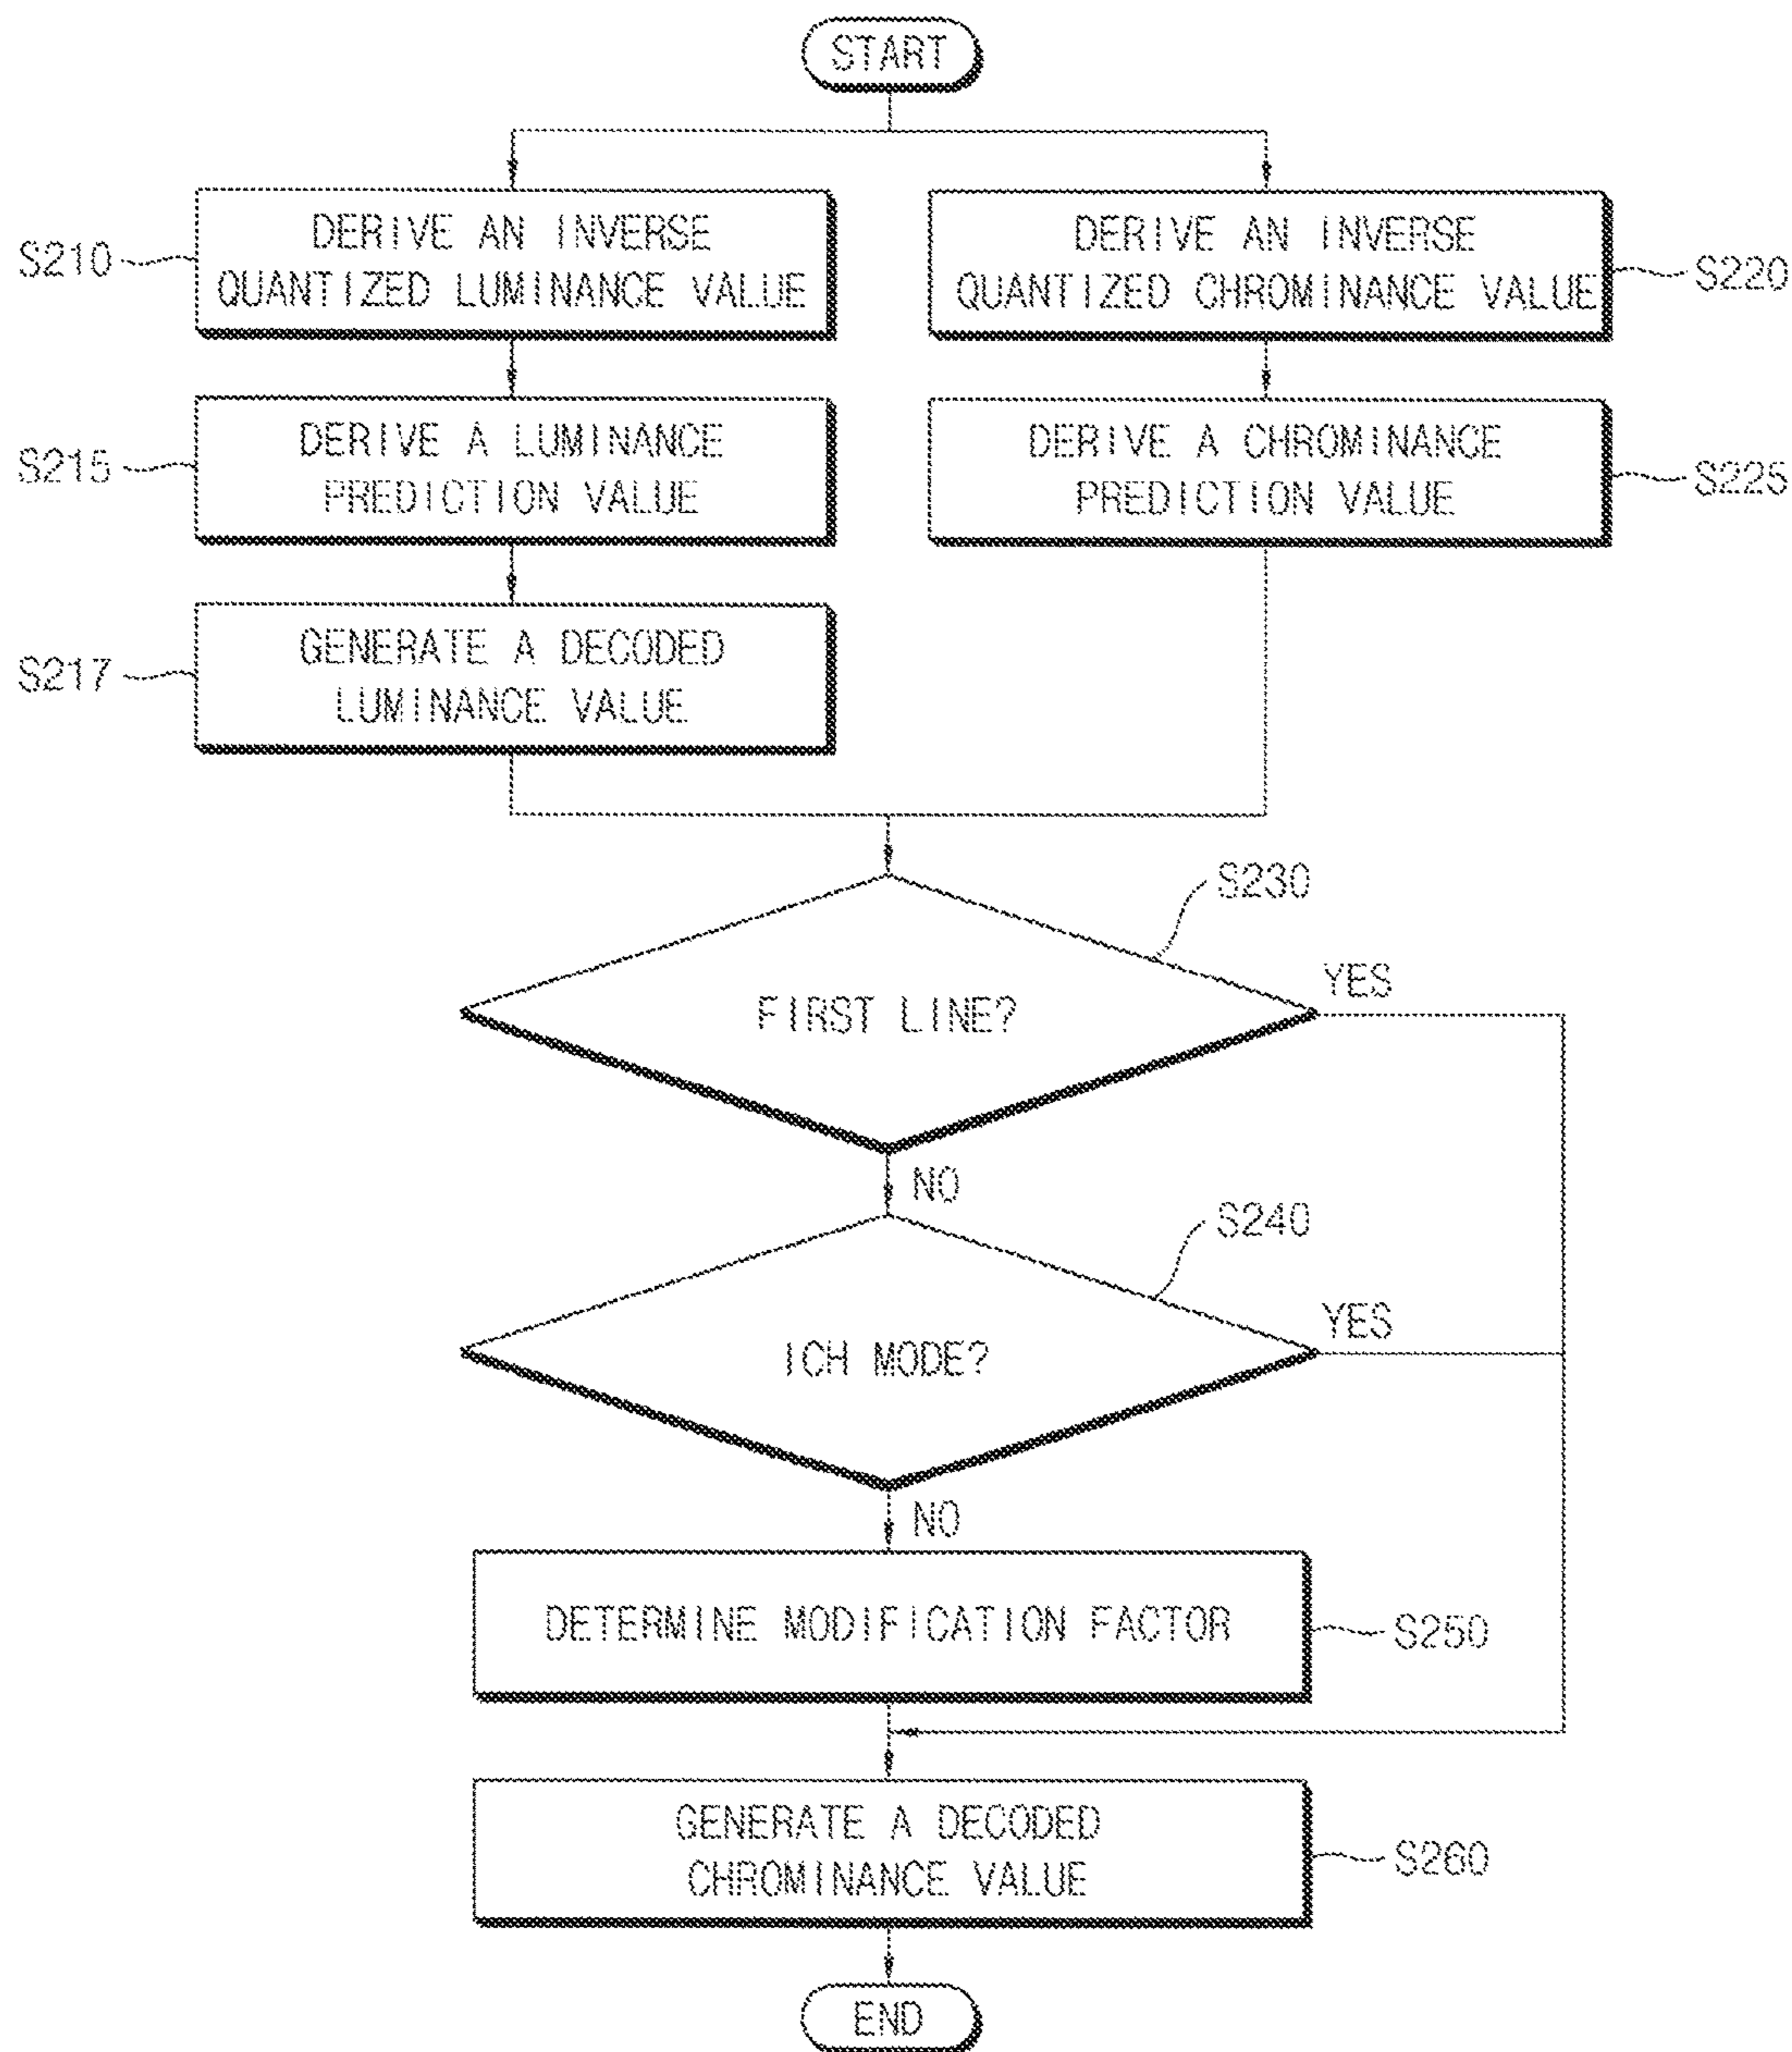 START
S210
DERIVE AN INVERSE
QUANTIZED LUMINANCE VALUE
DERIVE AN INVERSE
QUANTIZED CHROMINANCE VALUE
S220
S215
DERIVE A LUMINANCE
PREDICTION VALUE
DERIVE A CHROMINANCE
PREDICTION VALUE
S225
S217
GENERATE A DECODED
LUMINANCE VALUE
S230
FIRST LINE?
YES
NO
S240
ICH MODE?
YES
NO
DETERMINE MODIFICATION FACTOR
S250
GENERATE A DECODED
CHROMINANCE VALUE
S260
END